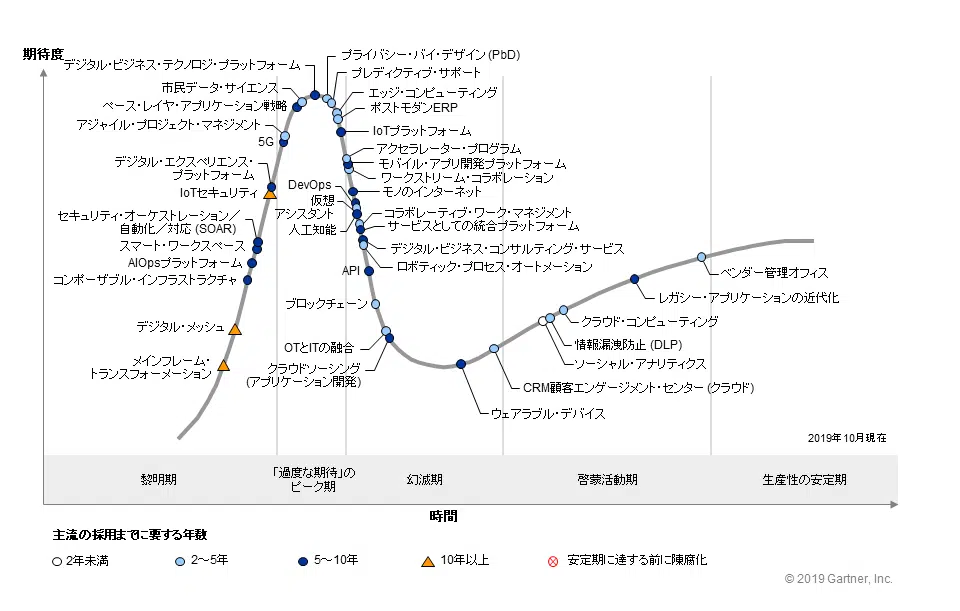 期待度
プライバシー・バイ・デザイン (PbD)
デジタル・ビジネス・テクノロジ・プラットフォーム
プレディクティブ・サポート
市民データ・サイエンス
エッジ・コンピューティング
ペース・レイヤ・アプリケーション戦略
ポストモダンERP
アジャイル・プロジェクト・マネジメント
IoTプラットフォーム
5G
アクセラレーター・プログラム
デジタル・エクスペリエンス・
プラットフォーム
モバイル・アプリ開発プラットフォーム
ワークストリーム・コラボレーション
DevOps
IoTセキュリティ
モノのインターネット
仮想
アシスタント
セキュリティ・オーケストレーション/
自動化/対応 (SOAR)
コラボレーティブ・ワーク・マネジメント
人工知能
サービスとしての統合プラットフォーム
スマート・ワークスペース
デジタル・ビジネス・コンサルティング・サービス
AIOpsプラットフォーム
ロボティック・プロセス・オートメーション
API
ベンダー管理オフィス
コンポーザブル・インフラストラクチャ
レガシー・アプリケーションの近代化
ブロックチェーン
クラウド・コンピューティング
デジタル・メッシュ
OTとITの融合
情報漏洩防止 (DLP)
メインフレーム・
トランスフォーメーション
クラウドソーシング
(アプリケーション開発)
ソーシャル・アナリティクス
CRM顧客エンゲージメント・センター (クラウド)
ウェアラブル・デバイス
2019年10月現在
黎明期
「過度な期待」の
ピーク期
幻滅期
啓蒙活動期
生産性の安定期
時間
主流の採用までに要する年数
2年未満
2~5年
5~10年
10年以上
安定期に達する前に陳腐化
© 2019 Gartner, Inc.